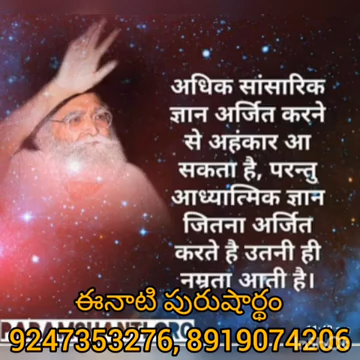 अधिक सांसारिक
ज्ञान अर्जित करने
से अहंकार आ
सकता है, परन्तु
आध्यात्मिक ज्ञान
जितना अर्जित
करते है उतनी ही
नम्रता आती है।
ఈనాటి పురుషార్థం
9247353276, 8919074206